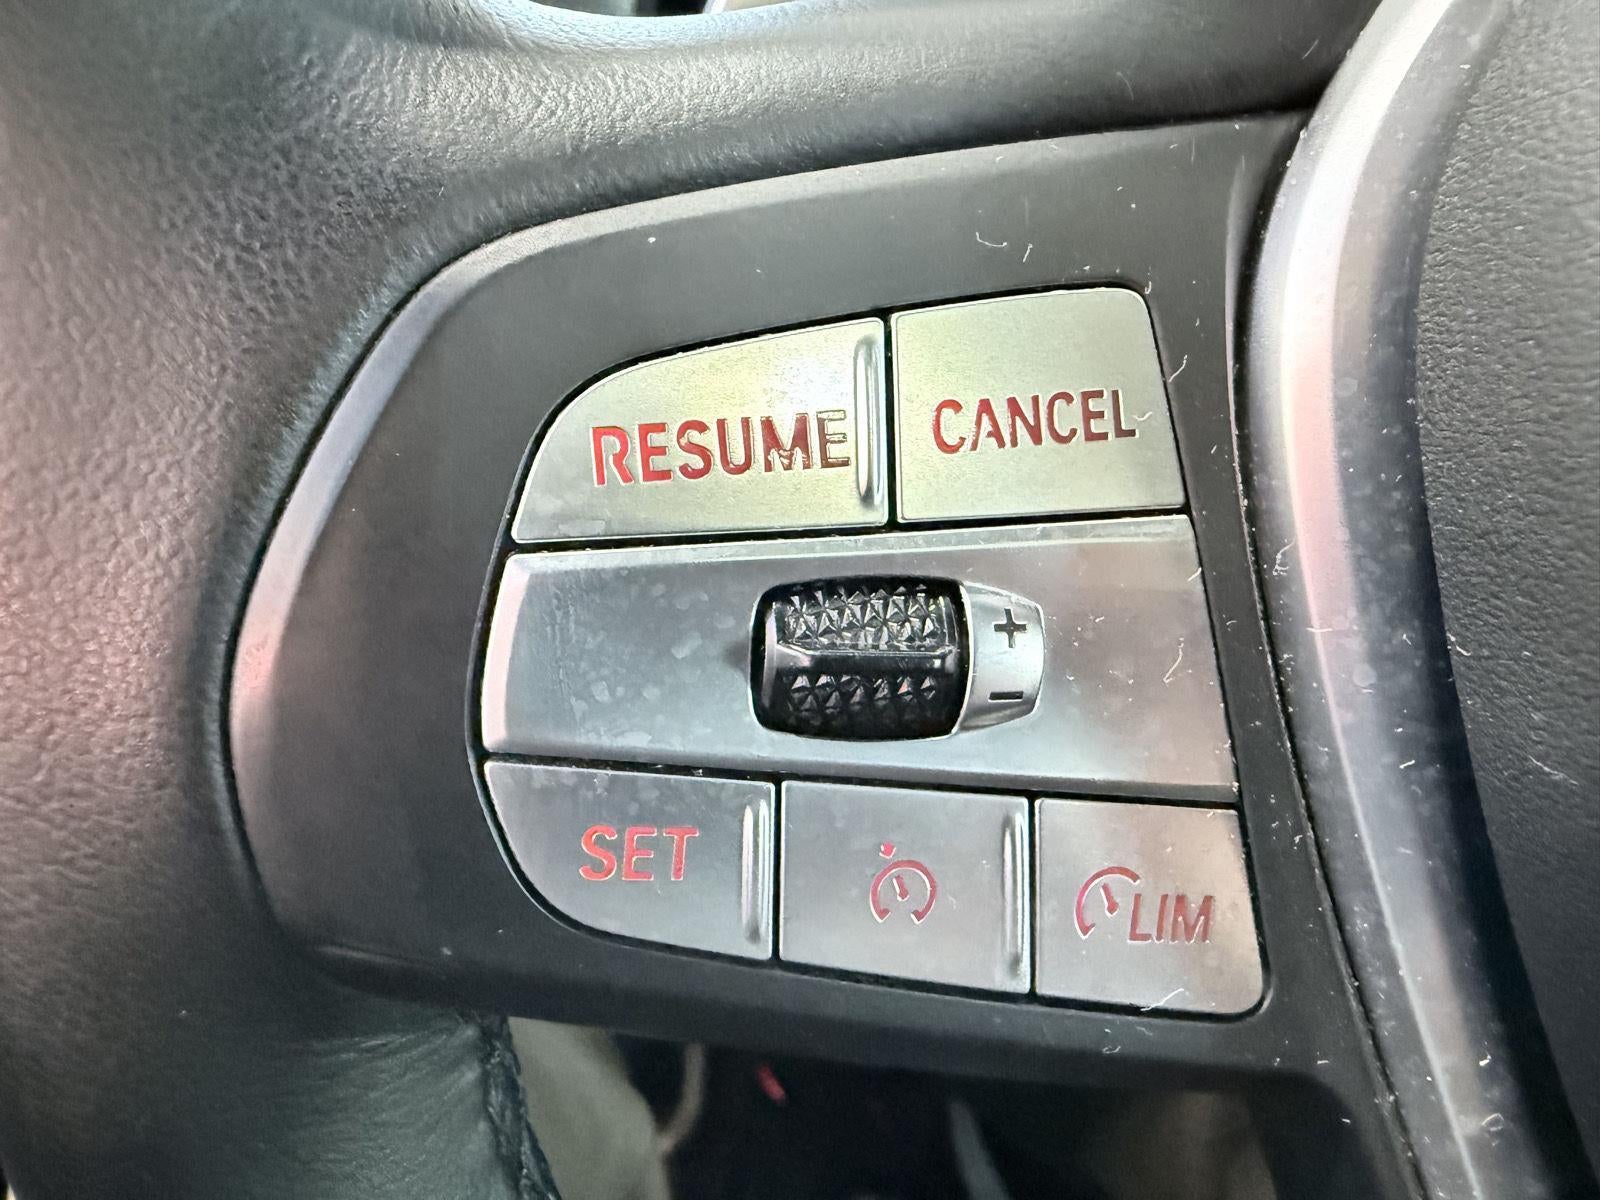 RESUME CANCEL
+
–
SET LIM